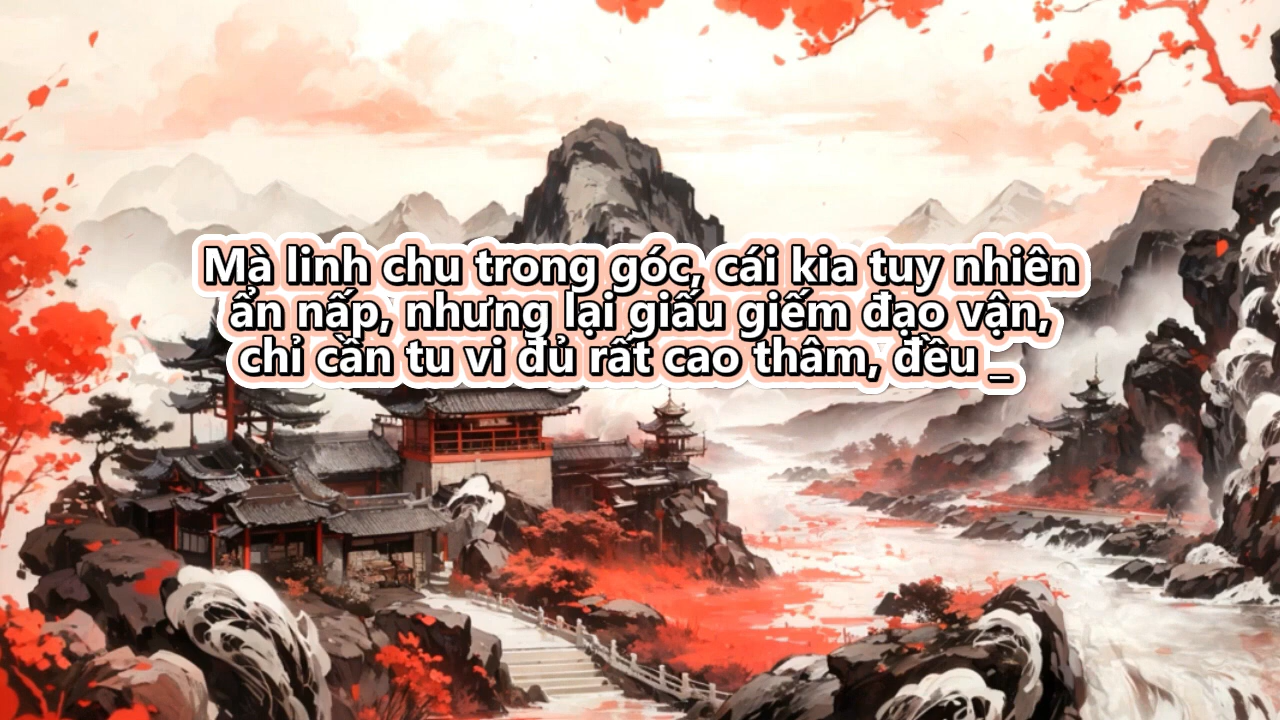 Mà linh chu trong góc, cái kia tuy nhiên
ẩn nấp, nhưng lại giấu giếm đạo vận,
chỉ cần tu vi đủ rất cao thâm, đều _